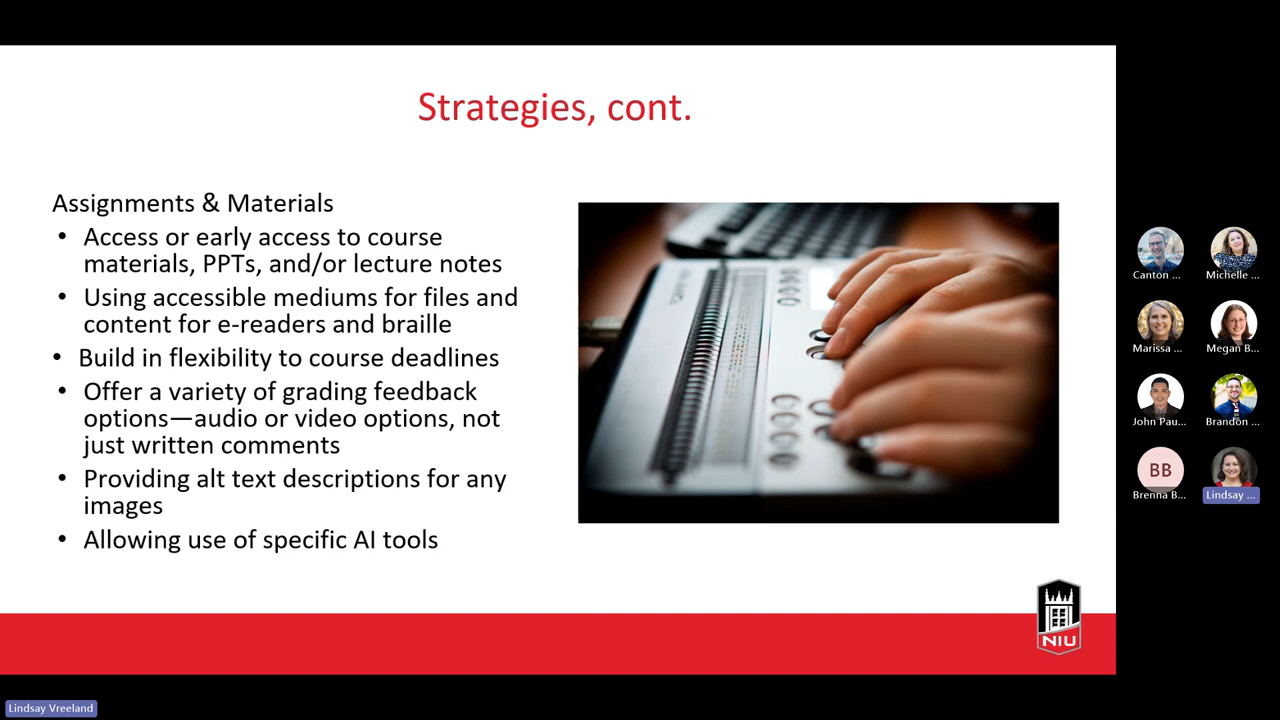 Strategies, cont.
Assignments & Materials
• Access or early access to course
materials, PPTs, and/or lecture notes
• Using accessible mediums for files and
content for e-readers and braille
• Build in flexibility to course deadlines
• Offer a variety of grading feedback
options—audio or video options, not
just written comments
• Providing alt text descriptions for any
images
• Allowing use of specific AI tools
NIU
Canton ...
Michelle ...
Marissa ...
Megan B...
John Pau...
Brandon ...
BB
Brenna B...
Lindsay ...
Lindsay Vreeland